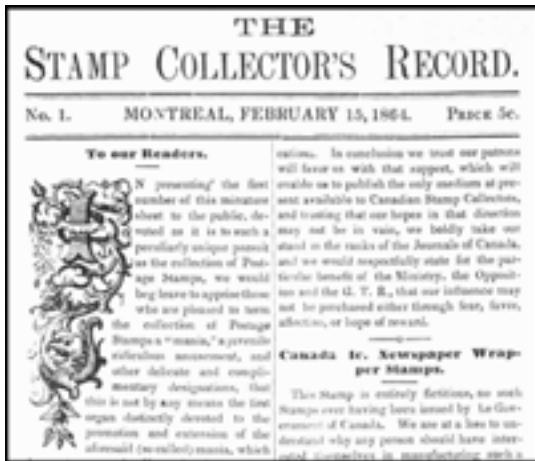 THE
STAMP COLLECTOR'S RECORD.
No. 1. MONTREAL, FEBRUARY 15, 1864. PRICE 5c.
To our Readers.
IN presenting the first
number of this miniature
sheet to the public, de-
voted as it is to such a
peculiarly unique pursuit
as the collection of Post-
age Stamps, we would
beg leave to apprise those
who are pleased to term
the collection of Postage
Stamps a "mania," a juvenile
ridiculous amusement, and
other delicate and compli-
mentary designations, that
this is not by any means the first
organ distinctly devoted to the
promotion and extension of the
aforesaid (so-called) mania, which
cations. In conclusion we trust our patrons
will favor us with that support, which will
enable us to publish the only medium at pre-
sent available to Canadian Stamp Collectors,
and trusting that our hopes in that direction
may not be in vain, we boldly take our
stand in the ranks of the Journals of Canada,
and we would respectfully state for the par-
ticular benefit of the Ministry, the Opposit-
ion and the G. T. R., that our influence may
not be purchased either through fear, favor,
affection, or hope of reward.
Canada 1c. Newspaper Wrap-
per Stamps.
This Stamp is entirely fictitious, no such
Stamps ever having been issued by the Gov-
ernment of Canada. We are at a loss to un-
derstand why any person should have inter-
ested themselves in manufacturing such a